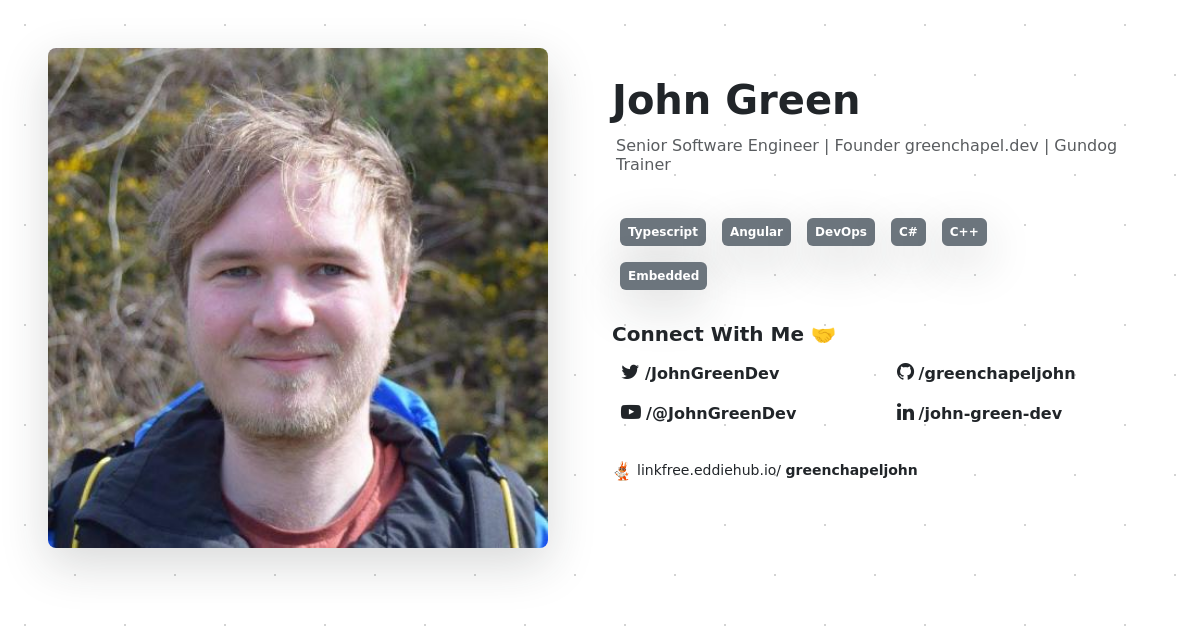 John Green
Senior Software Engineer | Founder greenchapel.dev | Gundog
Trainer
Typescript Angular DevOps C# C++
Embedded
Connect With Me 🤝
/JohnGreenDev /greenchapeljohn
/@JohnGreenDev /john-green-dev
linkfree.eddiehub.io/ greenchapeljohn